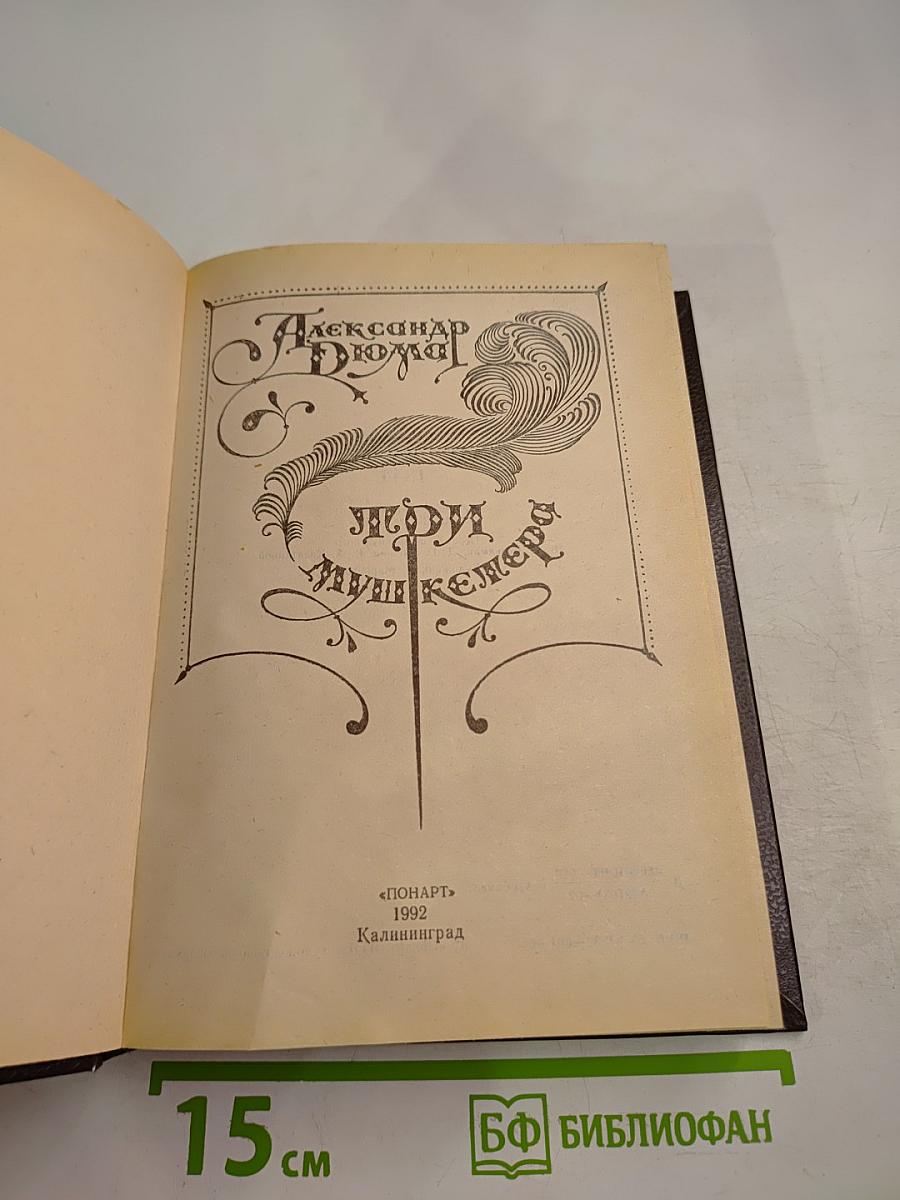 Александр
Дюма
Три
мушкетера
«ПОНАРТ»
1992
Калининград
15 см
БФ БИБЛИОФАН